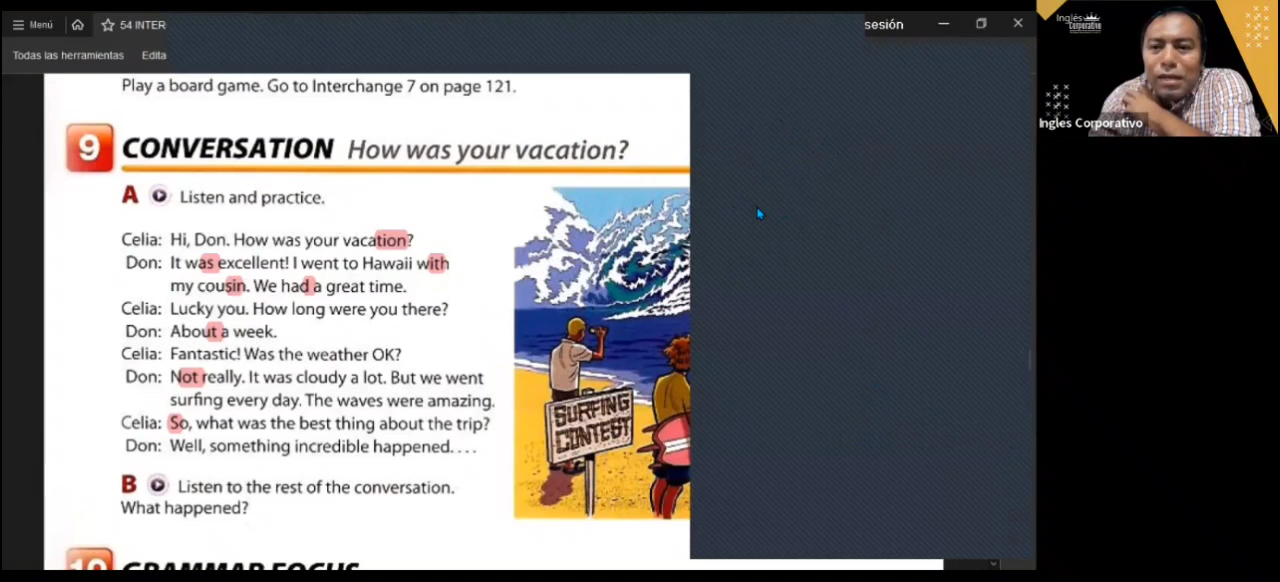 Menú
54 INTER
sesión
Todas las herramientas
Edita
Play a board game. Go to Interchange 7 on page 121.
9 CONVERSATION How was your vacation?
A Listen and practice.
Celia: Hi, Don. How was your vacation?
Don: It was excellent! I went to Hawaii with
my cousin. We had a great time.
Celia: Lucky you. How long were you there?
Don: About a week.
Celia: Fantastic! Was the weather OK?
Don: Not really. It was cloudy a lot. But we went
surfing every day. The waves were amazing.
Celia: So, what was the best thing about the trip?
Don: Well, something incredible happened. . . .
SURFING
CONTEST
B Listen to the rest of the conversation.
What happened?
10 GRAMMAR FOCUS
Inglés
Corporativo
Ingles Corporativo